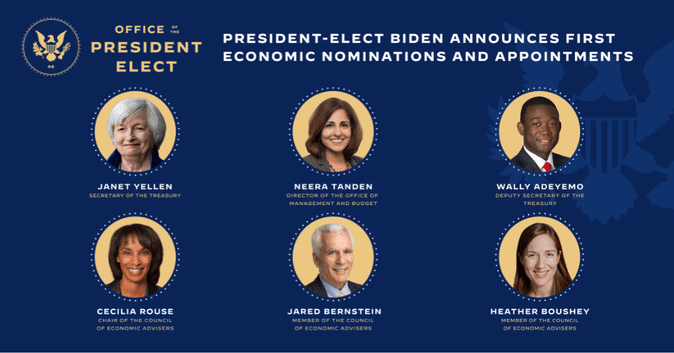 OFFICE OF THE
PRESIDENT
ELECT
PRESIDENT-ELECT BIDEN ANNOUNCES FIRST
ECONOMIC NOMINATIONS AND APPOINTMENTS
46
JANET YELLEN
SECRETARY OF THE TREASURY
NEERA TANDEN
DIRECTOR OF THE OFFICE OF
MANAGEMENT AND BUDGET
WALLY ADEYEMO
DEPUTY SECRETARY OF THE
TREASURY
CECILIA ROUSE
CHAIR OF THE COUNCIL
OF ECONOMIC ADVISERS
JARED BERNSTEIN
MEMBER OF THE COUNCIL
OF ECONOMIC ADVISERS
HEATHER BOUSHEY
MEMBER OF THE COUNCIL
OF ECONOMIC ADVISERS